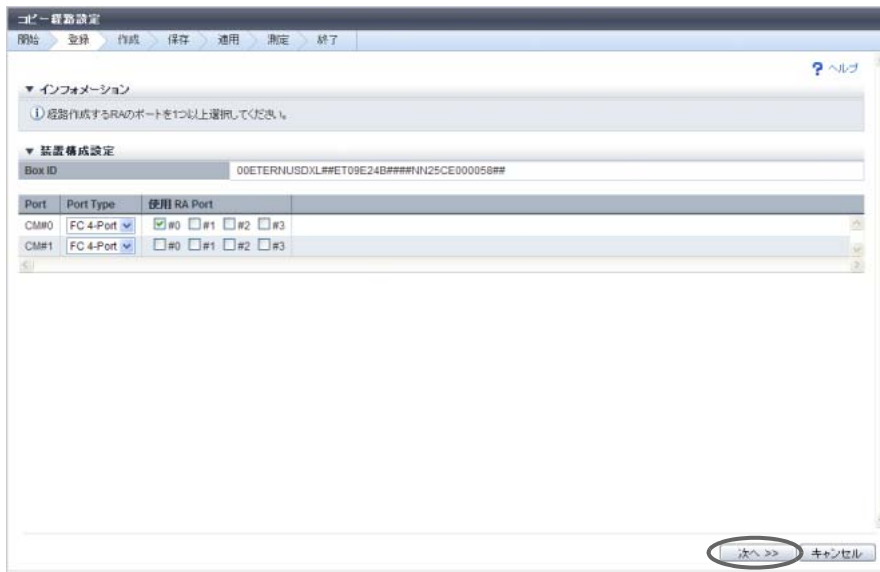 コピー経路設定
開始 登録 作成 保存 適用 測定 終了
? ヘルプ
▼ インフォメーション
経路作成するRAのポートを1つ以上選択してください。
▼ 装置構成設定
Box ID 00ETERNUSDXL##ET09E24B####NN25CE000058##
Port Port Type 使用 RA Port
CM#0 FC 4-Port #0 #1 #2 #3
CM#1 FC 4-Port #0 #1 #2 #3
次へ >> キャンセル